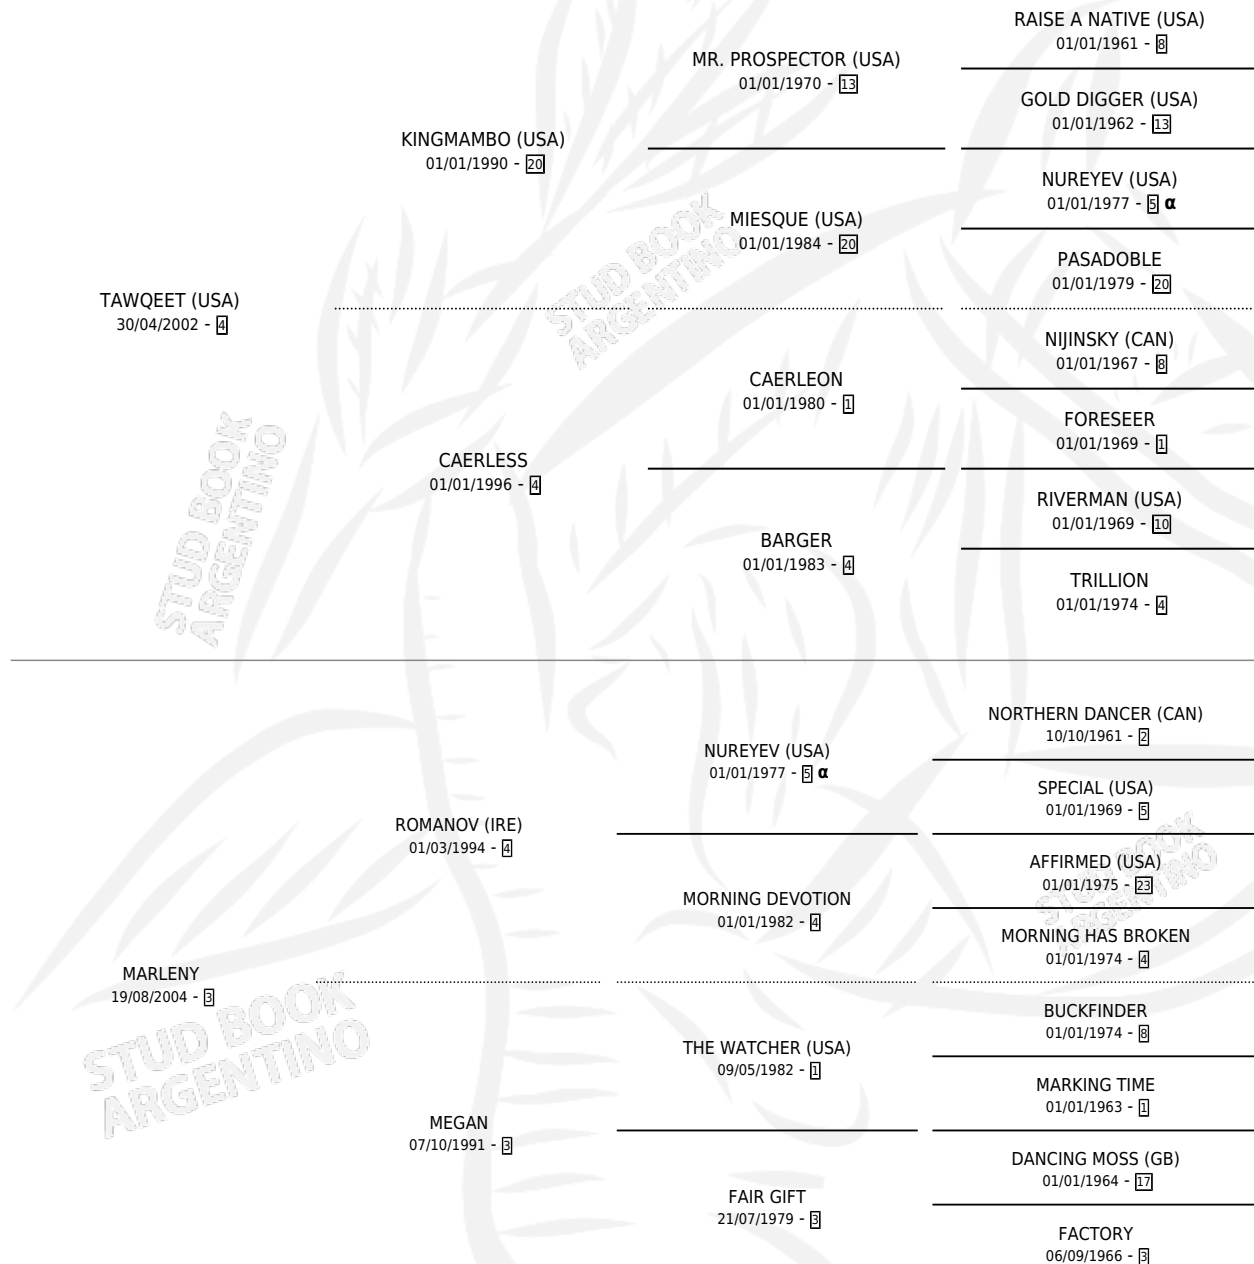 RAISE A NATIVE (USA)
01/01/1961 - 8
MR. PROSPECTOR (USA)
01/01/1970 - 13
GOLD DIGGER (USA)
01/01/1962 - 13
KINGMAMBO (USA)
01/01/1990 - 20
NUREYEV (USA)
01/01/1977 - 5 α
MIESQUE (USA)
01/01/1984 - 20
PASADOBLE
01/01/1979 - 20
TAWQEET (USA)
30/04/2002 - 4
NIJINSKY (CAN)
01/01/1967 - 8
CAERLEON
01/01/1980 - 1
FORESEER
01/01/1969 - 1
CAERLESS
01/01/1996 - 4
RIVERMAN (USA)
01/01/1969 - 10
BARGER
01/01/1983 - 4
TRILLION
01/01/1974 - 4
NORTHERN DANCER (CAN)
10/10/1961 - 2
NUREYEV (USA)
01/01/1977 - 5 α
SPECIAL (USA)
01/01/1969 - 5
ROMANOV (IRE)
01/03/1994 - 4
AFFIRMED (USA)
01/01/1975 - 23
MORNING DEVOTION
01/01/1982 - 4
MORNING HAS BROKEN
01/01/1974 - 4
MARLENY
19/08/2004 - 3
BUCKFINDER
01/01/1974 - 8
THE WATCHER (USA)
09/05/1982 - 1
MARKING TIME
01/01/1963 - 1
MEGAN
07/10/1991 - 3
DANCING MOSS (GB)
01/01/1964 - 17
FAIR GIFT
21/07/1979 - 3
FACTORY
06/09/1966 - 3
STUD BOOK
ARGENTINO
STUD BOOK
ARGENTINO
STUD BOOK
ARGENTINO
STUD BOOK
ARGENTINO